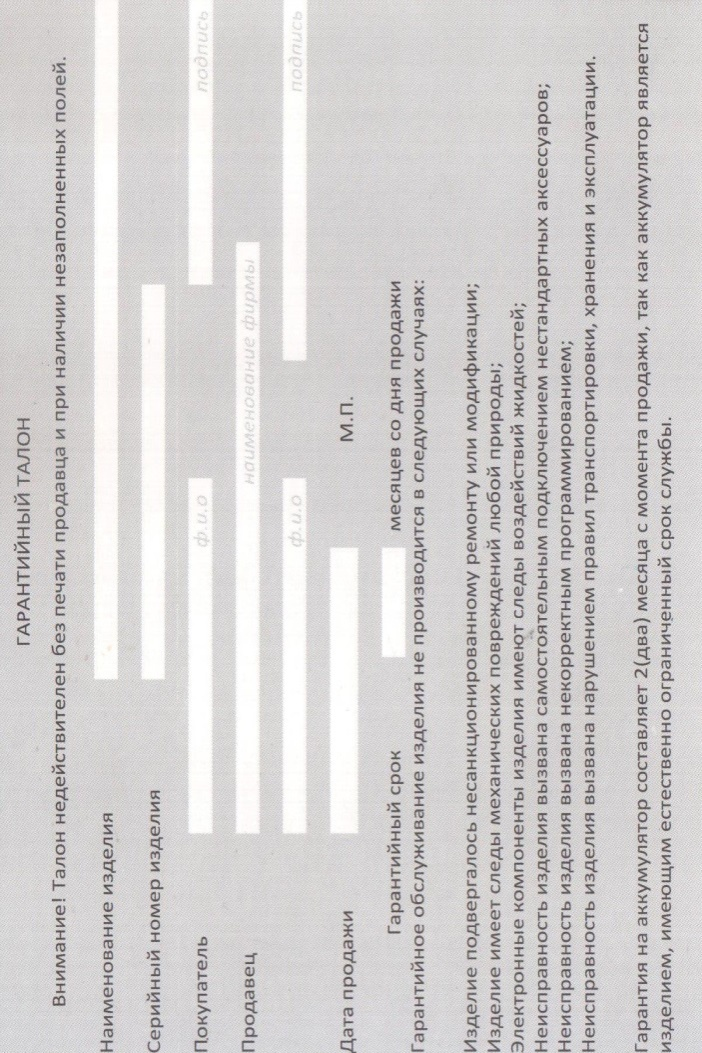 ГАРАНТИЙНЫЙ ТАЛОН
Внимание! Талон недействителен без печати продавца и при наличии незаполненных полей.
Наименование изделия
Серийный номер изделия
Покупатель ф.и.о подпись
Продавец наименование фирмы
ф.и.о подпись
Дата продажи М.П.
Гарантийный срок месяцев со дня продажи
Гарантийное обслуживание изделия не производится в следующих случаях:
Изделие подвергалось несанкционированному ремонту или модификации;
Изделие имеет следы механических повреждений любой природы;
Электронные компоненты изделия имеют следы воздействий жидкостей;
Неисправность изделия вызвана самостоятельным подключением нестандартных аксессуаров;
Неисправность изделия вызвана некорректным программированием;
Неисправность изделия вызвана нарушением правил транспортировки, хранения и эксплуатации.
Гарантия на аккумулятор составляет 2(два) месяца с момента продажи, так как аккумулятор является
изделием, имеющим естественно ограниченный срок службы.